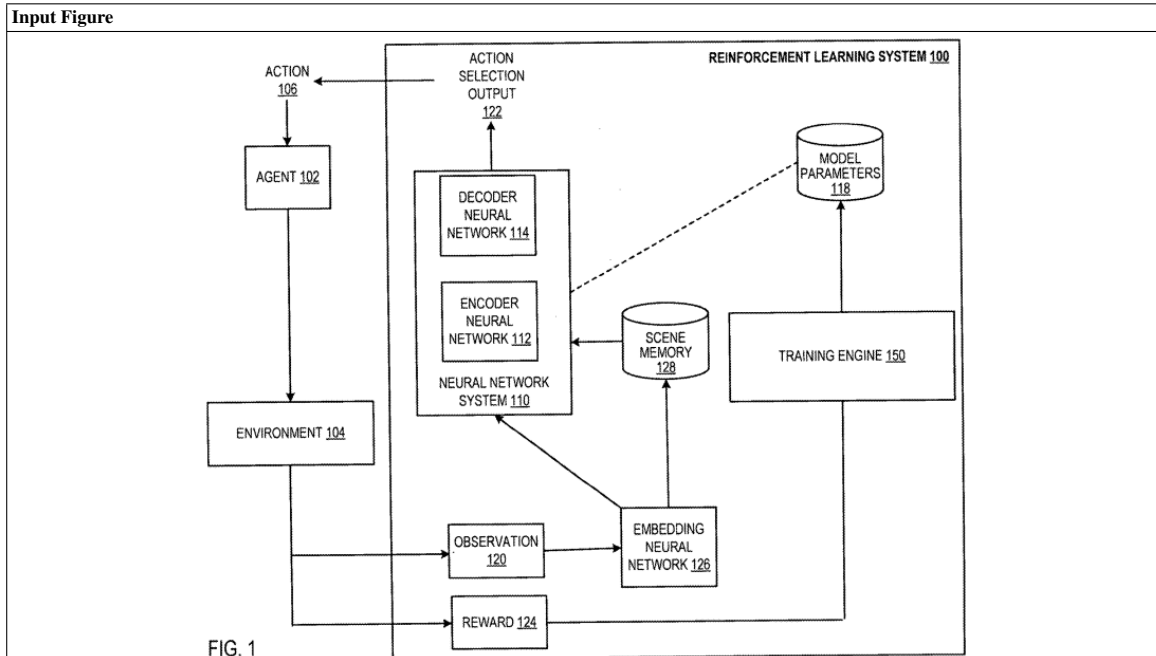 Input Figure
REINFORCEMENT LEARNING SYSTEM 100
ACTION
106
ACTION
SELECTION
OUTPUT
122
MODEL
PARAMETERS
118
AGENT 102
DECODER
NEURAL
NETWORK 114
ENCODER
NEURAL
NETWORK 112
NEURAL NETWORK
SYSTEM 110
SCENE
MEMORY
128
TRAINING ENGINE 150
ENVIRONMENT 104
OBSERVATION
120
EMBEDDING
NEURAL
NETWORK 126
REWARD 124
FIG. 1